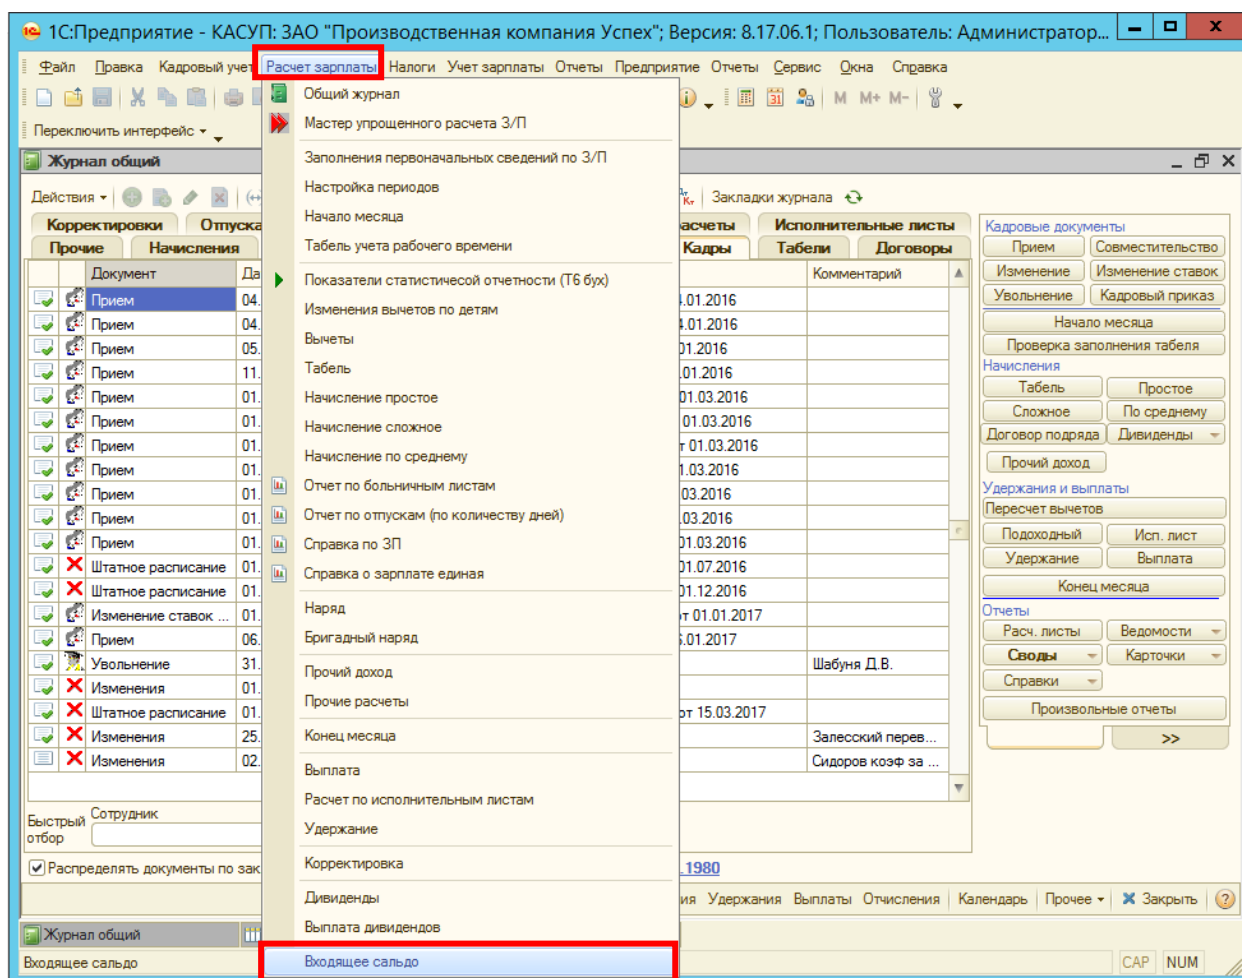 1С:Предприятие - КАСУП: ЗАО "Производственная компания Успех"; Версия: 8.17.06.1; Пользователь: Администратор...
Файл Правка Кадровый учет Расчет зарплаты Налоги Учет зарплаты Отчеты Предприятие Отчеты Сервис Окна Справка
M M+ M-
Переключить интерфейс
Журнал общий
Действия Закладки журнала
Корректировки Исполнительные листы
Прочие Начисления Кадры Табели Договоры
Документ Комментарий
Прием 04. .01.2016
Прием 04. .01.2016
Прием 05. 01.2016
Прием 11. .01.2016
Прием 01. 01.03.2016
Прием 01. 01.03.2016
Прием 01. т 01.03.2016
Прием 01. 1.03.2016
Прием 01. 03.2016
Прием 01. .03.2016
Прием 01. 01.03.2016
Штатное расписание 01. 01.07.2016
Штатное расписание 01. 01.12.2016
Изменение ставок ... 01. от 01.01.2017
Прием 06. 6.01.2017
Увольнение 31. Шабуня Д.В.
Изменения 01.
Штатное расписание 01. от 15.03.2017
Изменения 25. Залесский перев...
Изменения 02. Сидоров коэф за ...
Быстрый отбор
Сотрудник
Распределять документы по зак
.1980
ия Удержания Выплаты Отчисления Календарь Прочее Закрыть
Журнал общий
Входящее сальдо
CAP NUM
Общий журнал
Мастер упрощенного расчета З/П
Заполнения первоначальных сведений по З/П
Настройка периодов
Начало месяца
Табель учета рабочего времени
Показатели статистичесой отчетности (Т6 бух)
Изменения вычетов по детям
Вычеты
Табель
Начисление простое
Начисление сложное
Начисление по среднему
Отчет по больничным листам
Отчет по отпускам (по количеству дней)
Справка по ЗП
Справка о зарплате единая
Наряд
Бригадный наряд
Прочий доход
Прочие расчеты
Конец месяца
Выплата
Расчет по исполнительным листам
Удержание
Корректировка
Дивиденды
Выплата дивидендов
Входящее сальдо
Кадровые документы
Прием Совместительство
Изменение Изменение ставок
Увольнение Кадровый приказ
Начало месяца
Проверка заполнения табеля
Начисления
Табель Простое
Сложное По среднему
Договор подряда Дивиденды
Прочий доход
Удержания и выплаты
Пересчет вычетов
Подоходный Исп. лист
Удержание Выплата
Конец месяца
Отчеты
Расч. листы Ведомости
Своды Карточки
Справки
Произвольные отчеты
>>